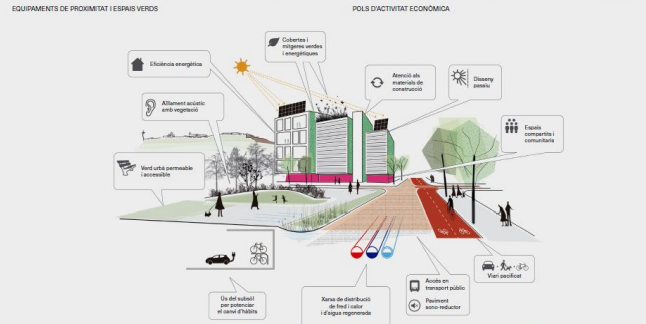 EQUIPAMENTS DE PROXIMITAT I ESPAIS VERDS
POLS D'ACTIVITAT ECONÒMICA
Cobertes i
mitgeres verdes
i energètiques
Eficiència energètica
Atenció als
materials de
construcció
Disseny
passiu
Aïllament acústic
amb vegetació
Espais
compartits i
comunitaris
Verd urbà permeable
i accessible
Viari pacificat
Ús del subsòl
per potenciar
el canvi d'hàbits
Xarxa de distribució
de fred i calor
i d'aigua regenerada
Accés en
transport públic
Paviment
sono-reductor